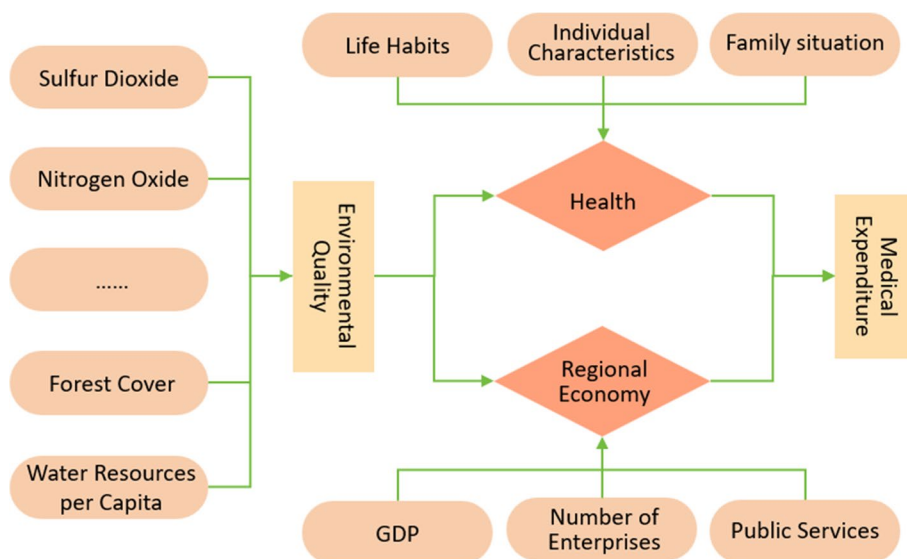 Life Habits
Individual
Characteristics
Family situation
Sulfur Dioxide
Nitrogen Oxide
......
Forest Cover
Water Resources
per Capita
Environmental
Quality
Health
Regional
Economy
Medical
Expenditure
GDP
Number of
Enterprises
Public Services